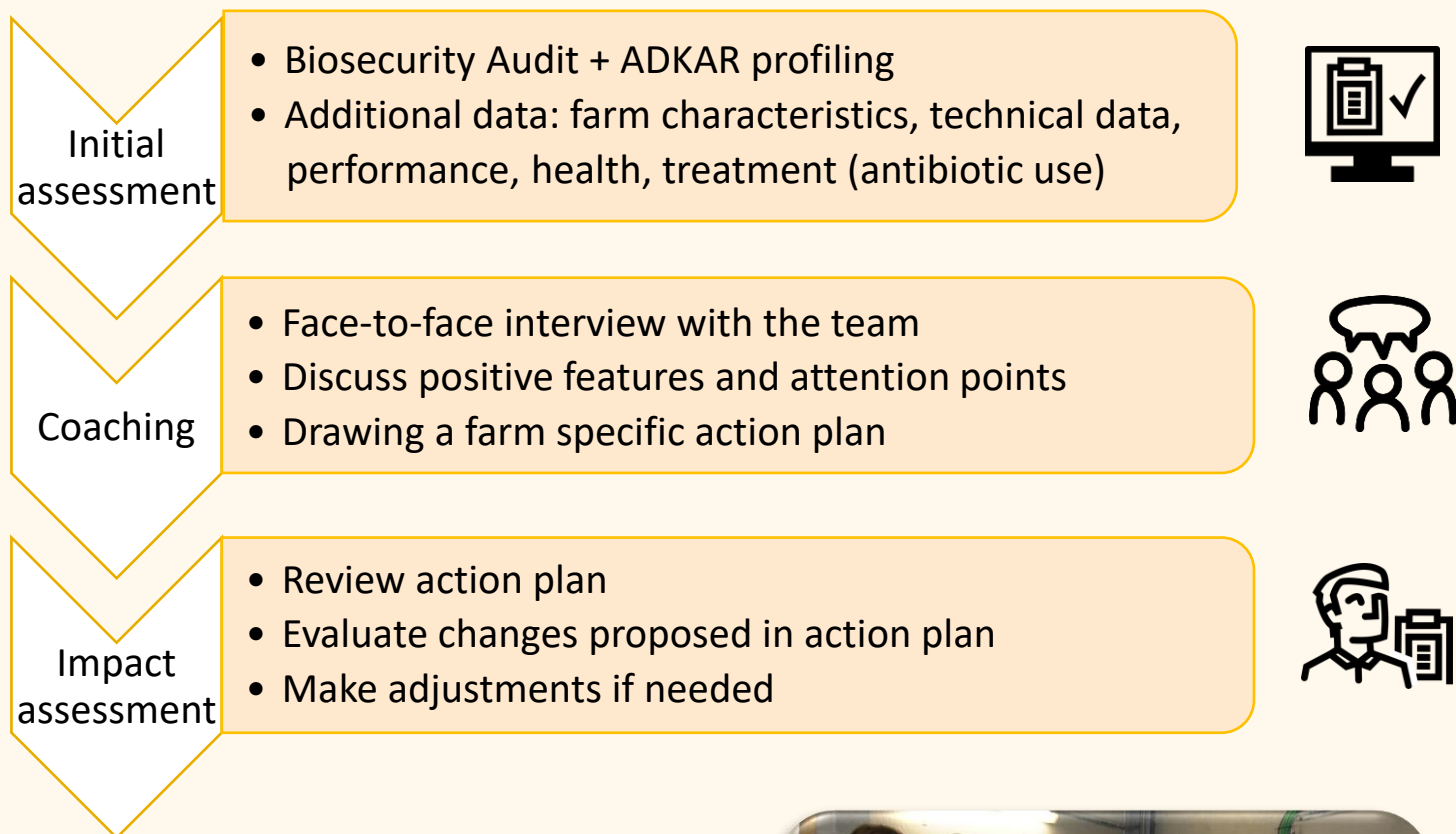 Initial
assessment
• Biosecurity Audit + ADKAR profiling
• Additional data: farm characteristics, technical data,
performance, health, treatment (antibiotic use)
Coaching
• Face-to-face interview with the team
• Discuss positive features and attention points
• Drawing a farm specific action plan
Impact
assessment
• Review action plan
• Evaluate changes proposed in action plan
• Make adjustments if needed